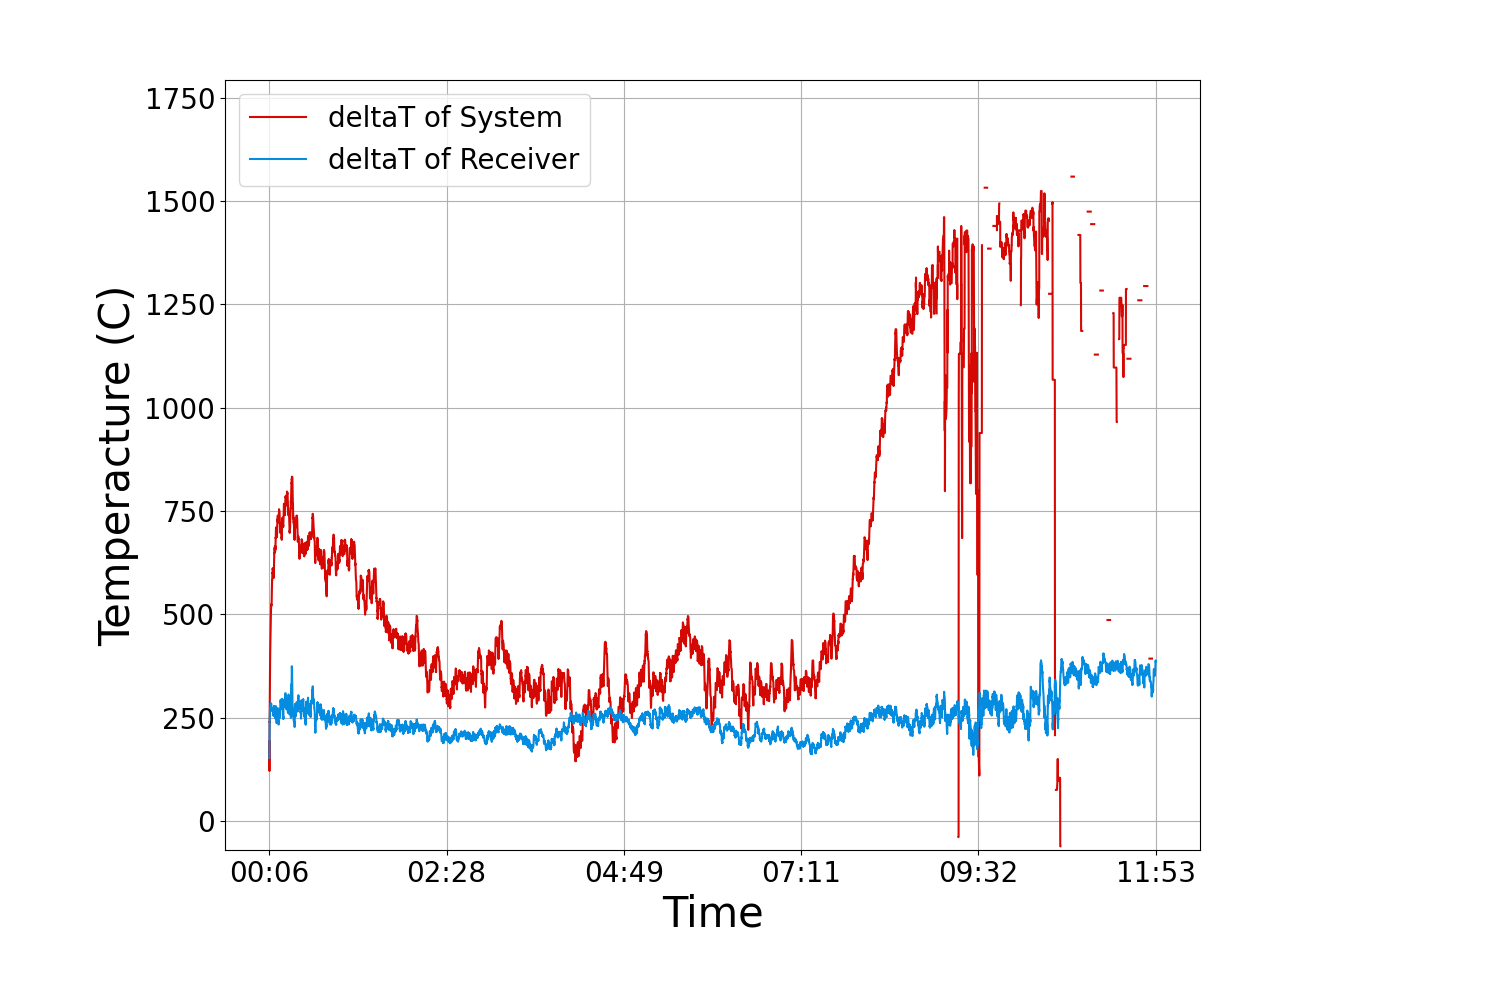 deltaT of System
deltaT of Receiver
1750
1500
1250
1000
750
500
250
0
Temperacture (C)
00:06 02:28 04:49 07:11 09:32 11:53
Time